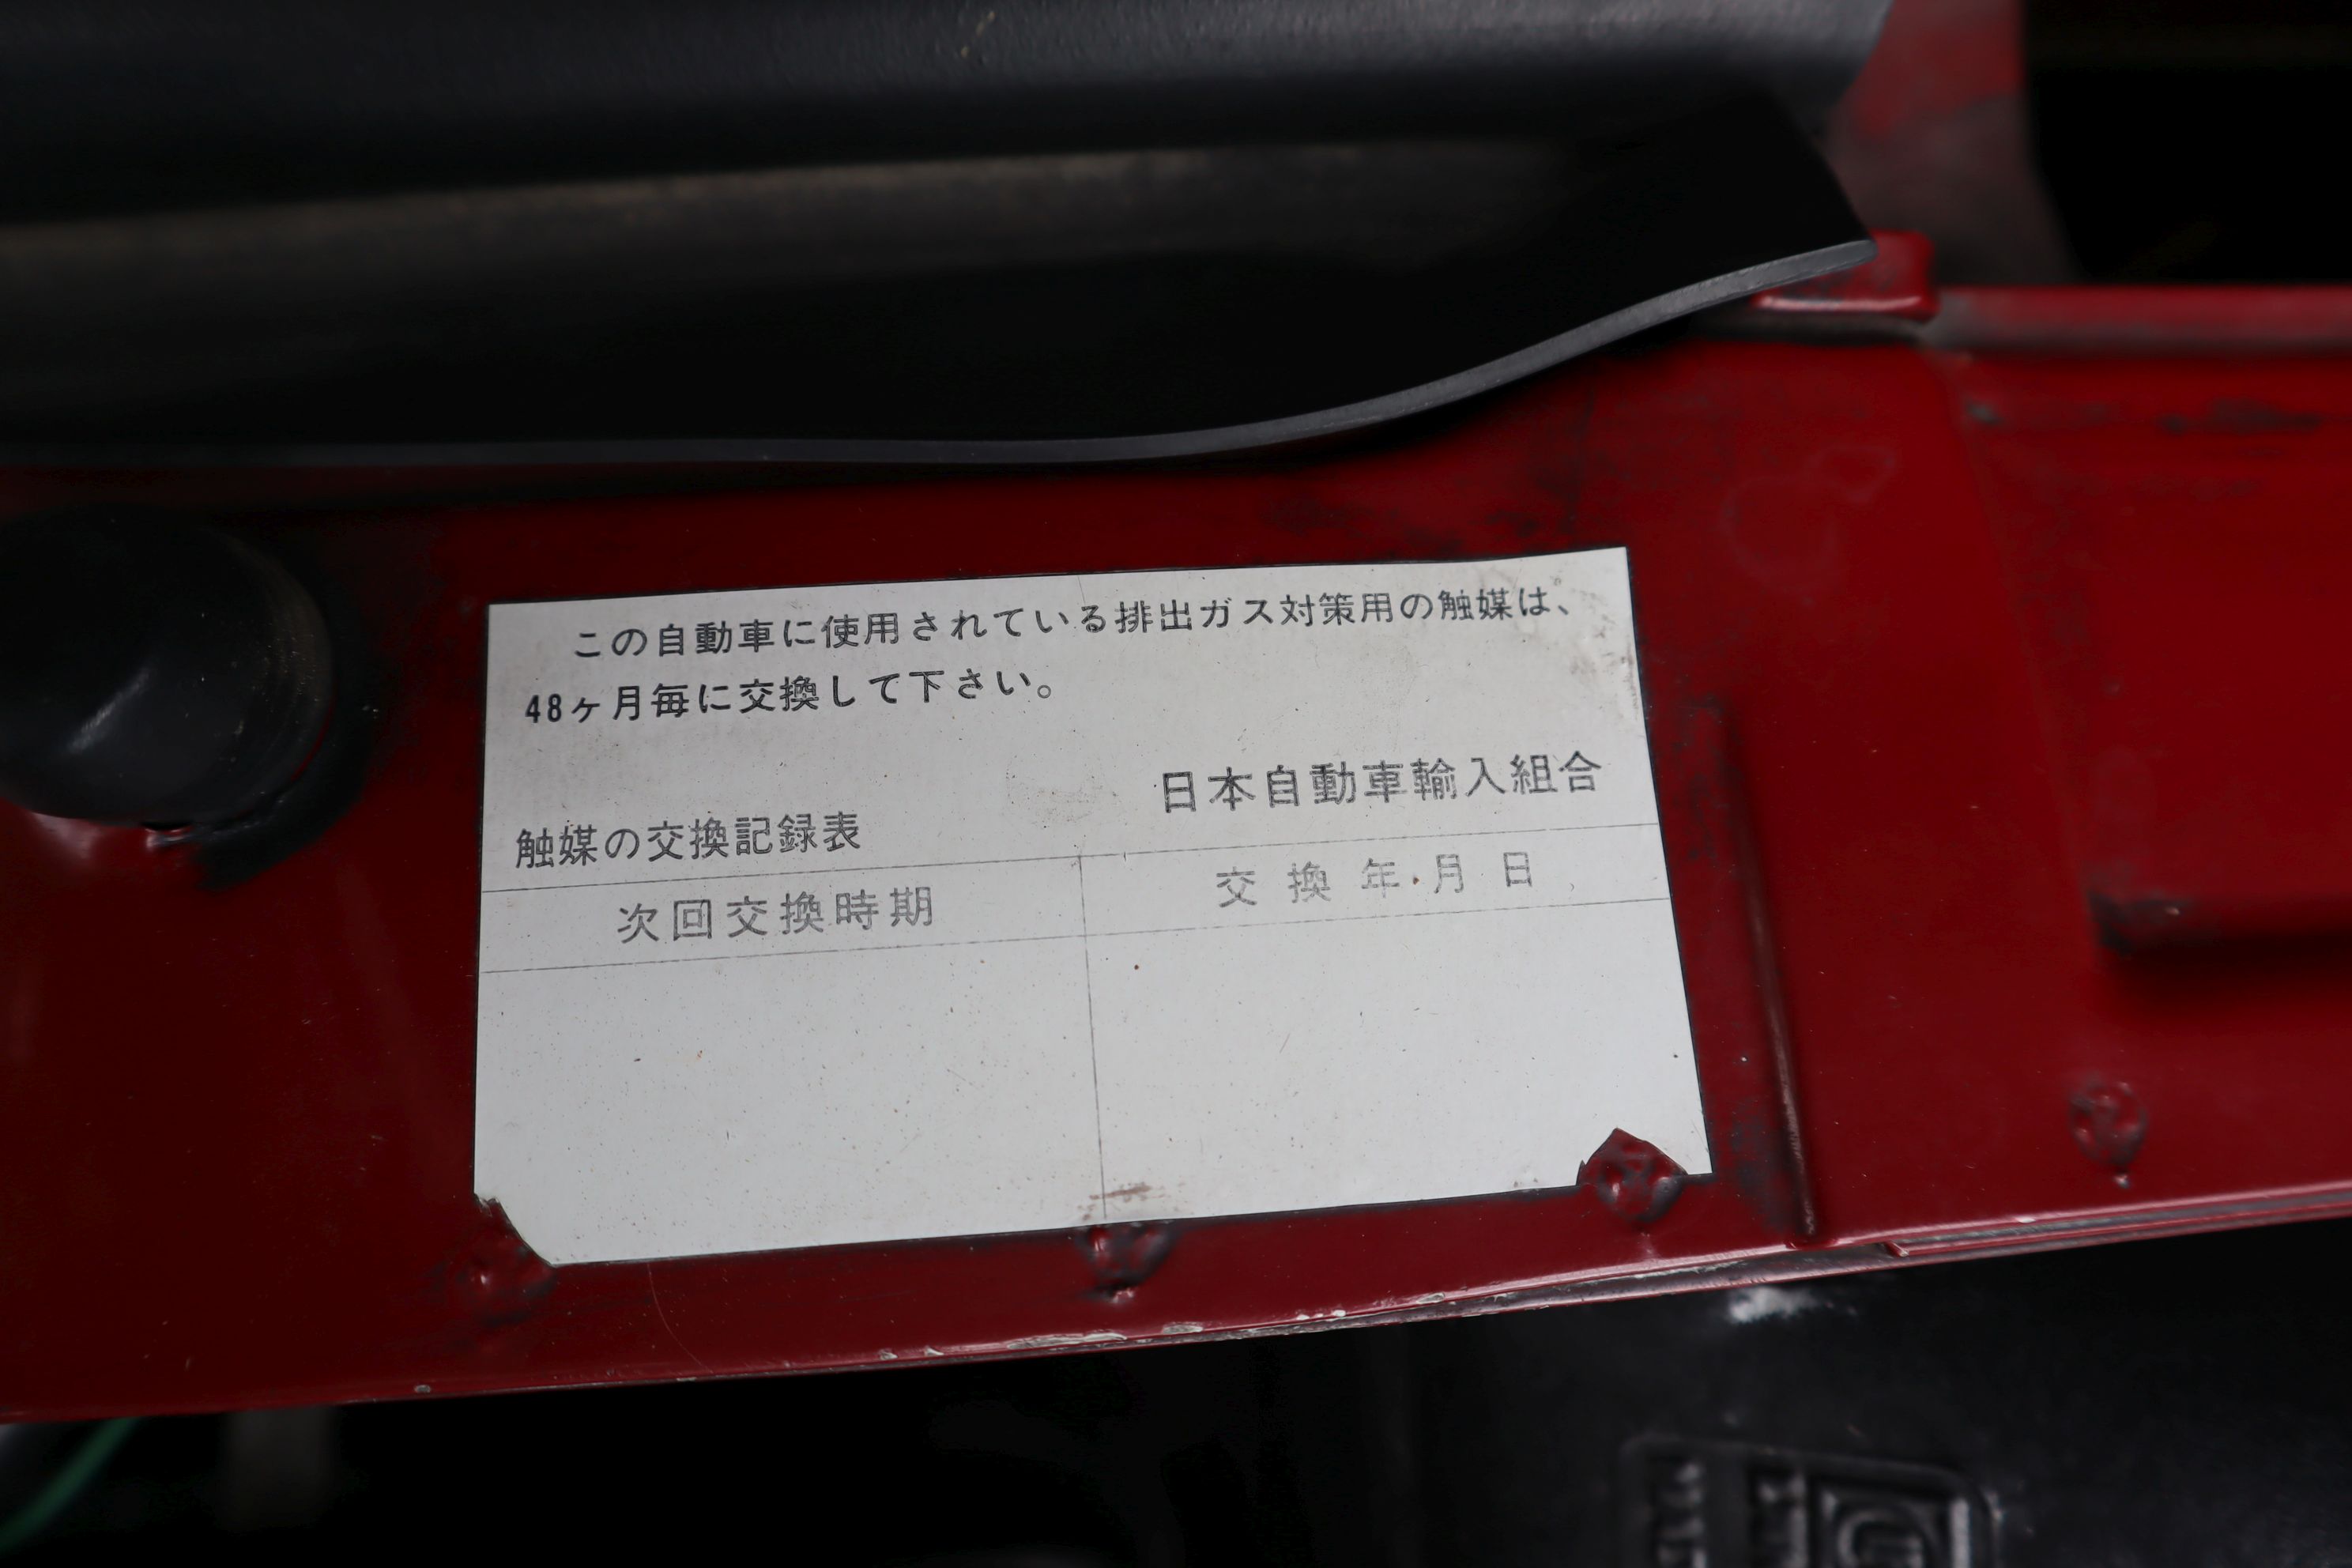 この自動車に使用されている排出ガス対策用の触媒は、
48ヶ月毎に交換して下さい。
日本自動車輸入組合
触媒の交換記録表
次回交換時期
交換年月日